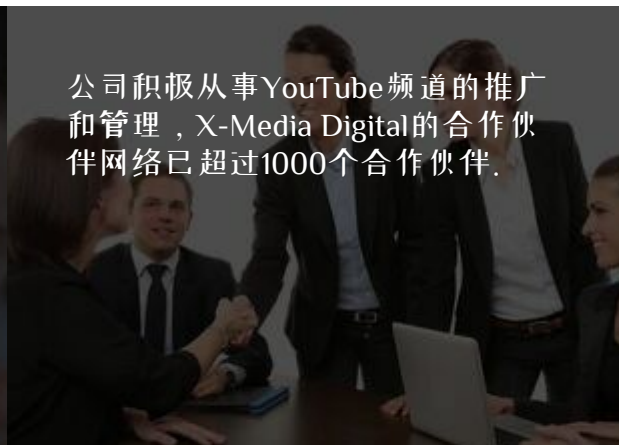 公司积极从事YouTube频道的推广
和管理，X-Media Digital的合作伙
伴网络已超过1000个合作伙伴.